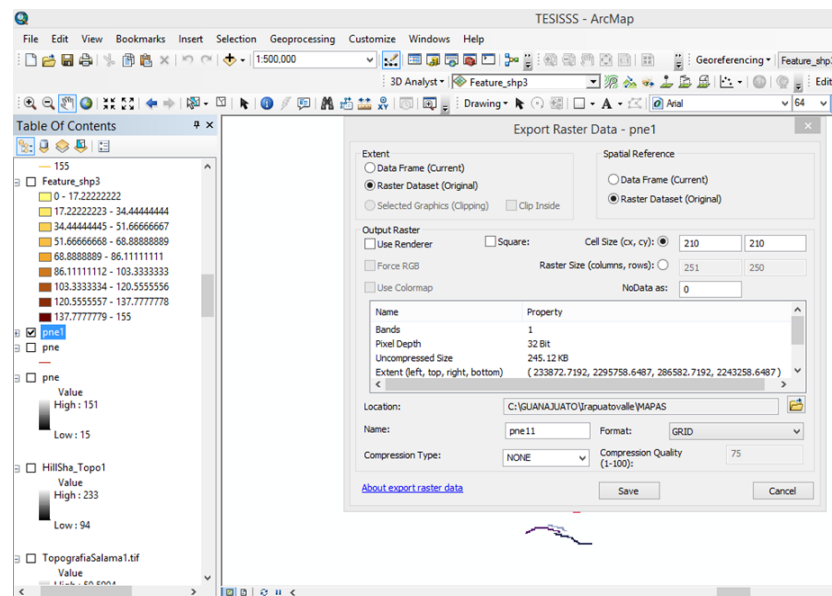 TESISSS - ArcMap
File Edit View Bookmarks Insert Selection Geoprocessing Customize Windows Help
1:500,000
Georeferencing
Feature_shp3
3D Analyst
Feature_shp3
Drawing
A
Arial
64
Table Of Contents
155
Feature_shp3
0 - 17.22222222
17.22222223 - 34.44444444
34.44444445 - 51.66666667
51.66666668 - 68.88888889
68.8888889 - 86.11111111
86.11111112 - 103.3333333
103.3333334 - 120.5555556
120.5555557 - 137.7777778
137.7777779 - 155
pne1
pne
pne
Value
High : 151
Low : 15
HillSha_Topo1
Value
High : 233
Low : 94
TopografiaSalama1.tif
Value
Export Raster Data - pne1
Extent
Data Frame (Current)
Raster Dataset (Original)
Selected Graphics (Clipping) Clip Inside
Spatial Reference
Data Frame (Current)
Raster Dataset (Original)
Output Raster
Use Renderer Square: Cell Size (cx, cy): 210 210
Force RGB Raster Size (columns, rows): 251 250
Use Colormap NoData as: 0
Name Property
Bands 1
Pixel Depth 32 Bit
Uncompressed Size 245.12 KB
Extent (left, top, right, bottom) ( 233872.7192, 2295758.6487, 286582.7192, 2243258.6487 )
Location: C:\GUANAJUATO\Irapuatovalle\MAPAS
Name: pne11 Format: GRID
Compression Type: NONE Compression Quality (1-100): 75
About export raster data Save Cancel